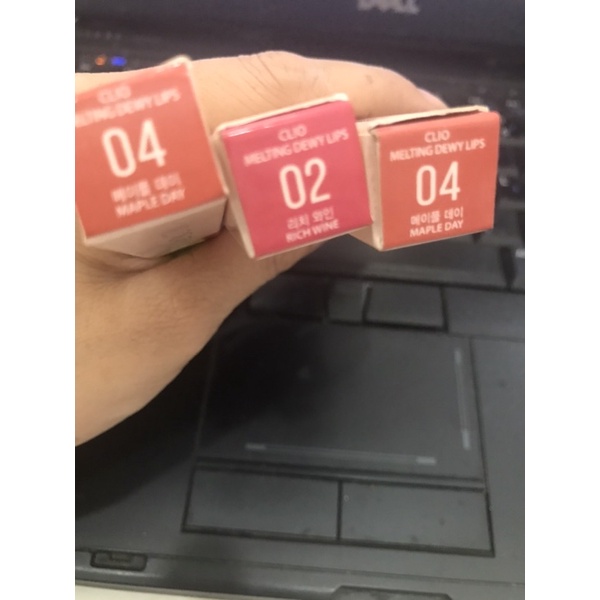 CLIO
MELTING DEWY LIPS
04
메이플 데이
MAPLE DAY
CLIO
MELTING DEWY LIPS
02
리치 와인
RICH WINE
CLIO
MELTING DEWY LIPS
04
메이플 데이
MAPLE DAY
DELL